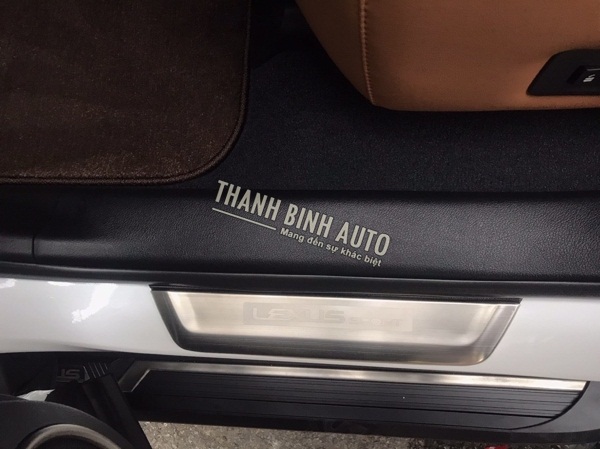 THANH BINH AUTO
Mang đến sự khác biệt
LEXUS